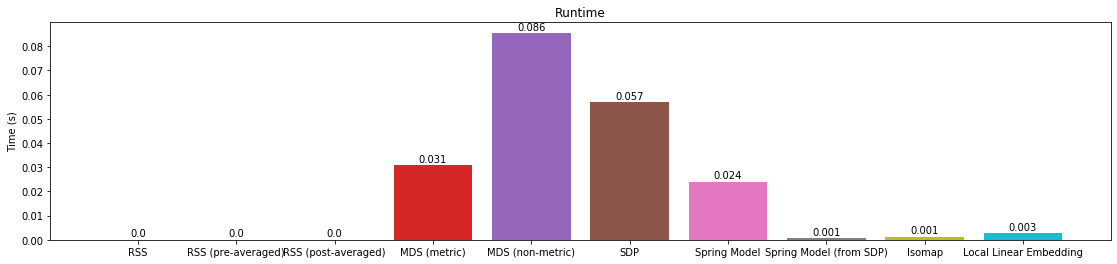 Runtime
Time (s)
0.08
0.07
0.06
0.05
0.04
0.03
0.02
0.01
0.00
0.0
0.0
0.0
0.031
0.086
0.057
0.024
0.001
0.001
0.003
RSS
RSS (pre-averaged)
RSS (post-averaged)
MDS (metric)
MDS (non-metric)
SDP
Spring Model
Spring Model (from SDP)
Isomap
Local Linear Embedding